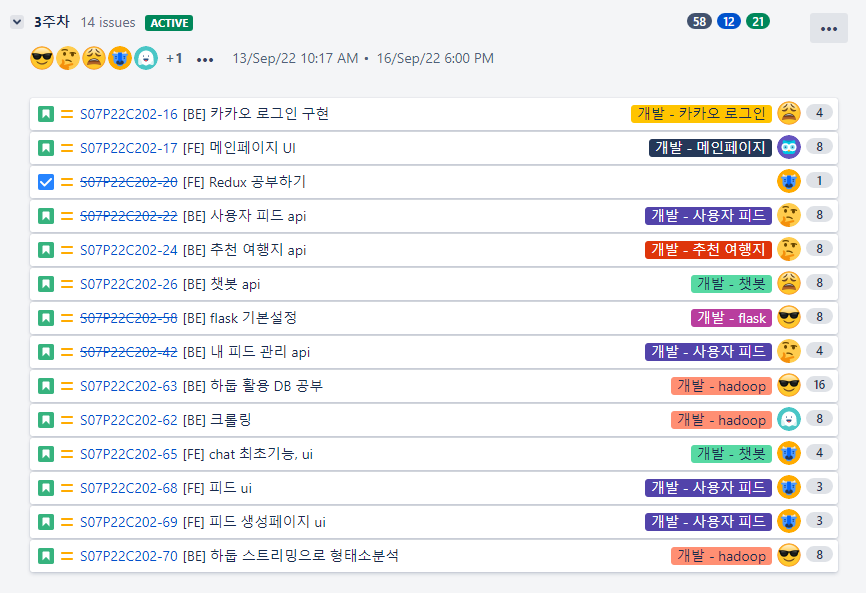 3주차 14 issues ACTIVE 58 12 21
+1 13/Sep/22 10:17 AM • 16/Sep/22 6:00 PM
S07P22C202-16 [BE] 카카오 로그인 구현 개발 - 카카오 로그인 4
S07P22C202-17 [FE] 메인페이지 UI 개발 - 메인페이지 8
S07P22C202-20 [FE] Redux 공부하기 1
S07P22C202-22 [BE] 사용자 피드 api 개발 - 사용자 피드 8
S07P22C202-24 [BE] 추천 여행지 api 개발 - 추천 여행지 8
S07P22C202-26 [BE] 챗봇 api 개발 - 챗봇 8
S07P22C202-58 [BE] flask 기본설정 개발 - flask 8
S07P22C202-42 [BE] 내 피드 관리 api 개발 - 사용자 피드 4
S07P22C202-63 [BE] 하둡 활용 DB 공부 개발 - hadoop 16
S07P22C202-62 [BE] 크롤링 개발 - hadoop 8
S07P22C202-65 [FE] chat 최초기능, ui 개발 - 챗봇 4
S07P22C202-68 [FE] 피드 ui 개발 - 사용자 피드 3
S07P22C202-69 [FE] 피드 생성페이지 ui 개발 - 사용자 피드 3
S07P22C202-70 [BE] 하둡 스트리밍으로 형태소분석 개발 - hadoop 8